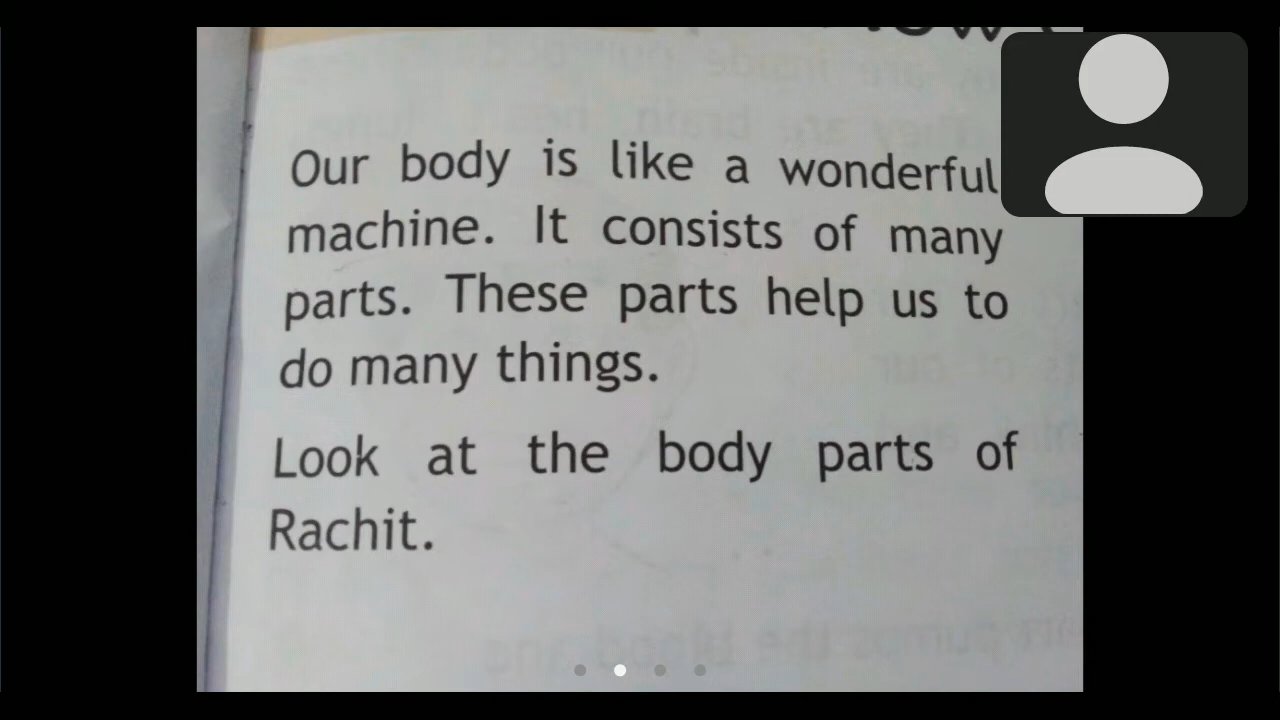 Our body is like a wonderful
machine. It consists of many
parts. These parts help us to
do many things.
Look at the body parts of
Rachit.